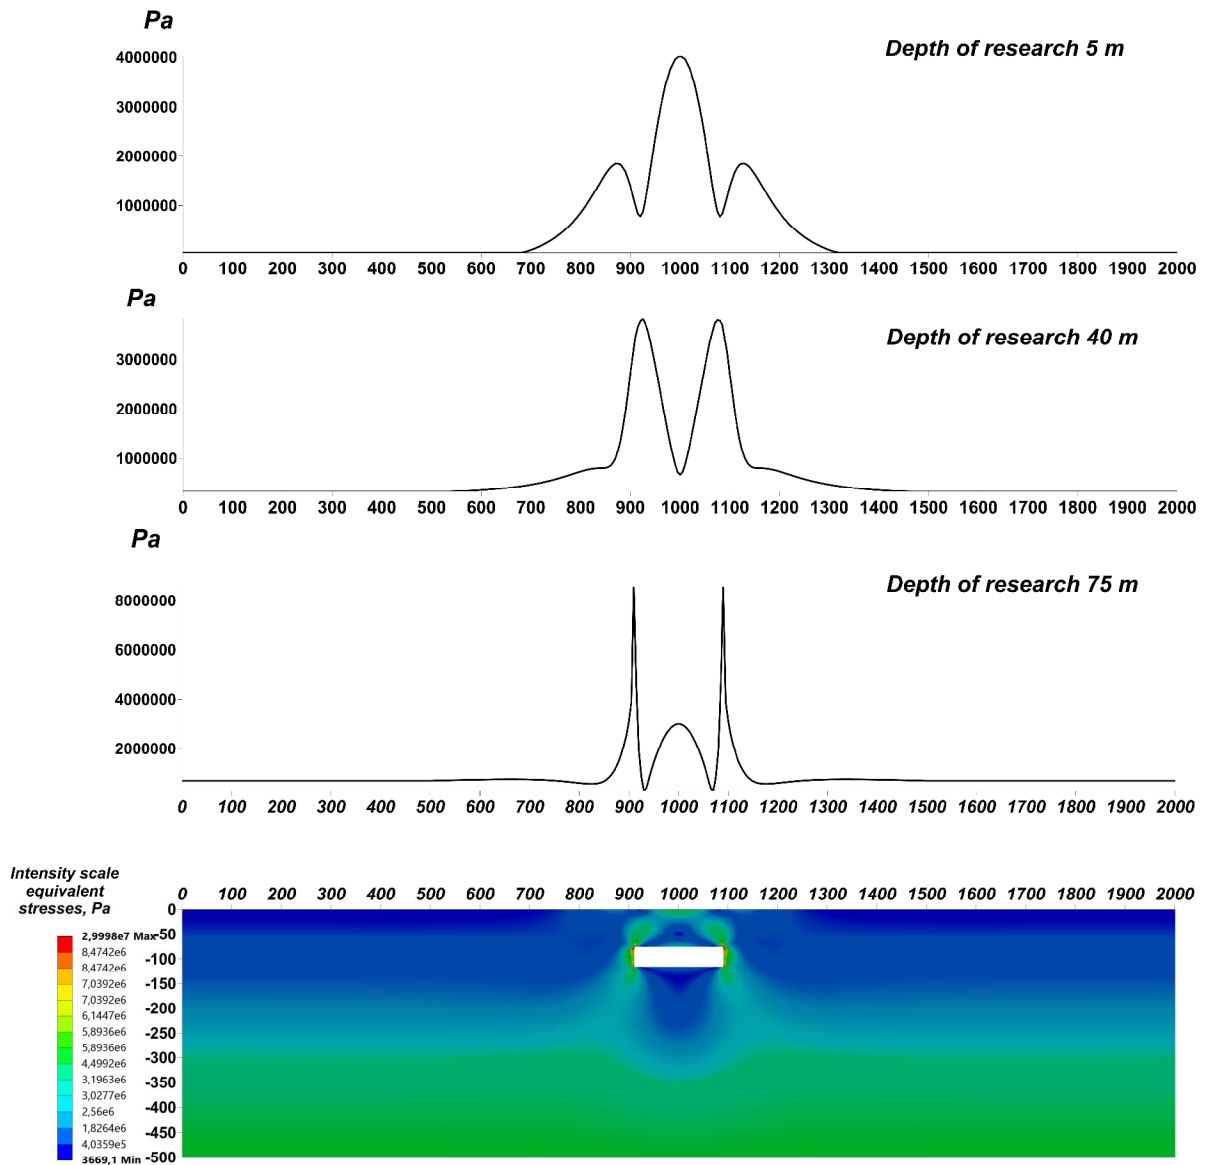 Pa
Depth of research 5 m
4000000
3000000
2000000
1000000
0 100 200 300 400 500 600 700 800 900 1000 1100 1200 1300 1400 1500 1600 1700 1800 1900 2000
Pa
Depth of research 40 m
3000000
2000000
1000000
0 100 200 300 400 500 600 700 800 900 1000 1100 1200 1300 1400 1500 1600 1700 1800 1900 2000
Pa
Depth of research 75 m
8000000
6000000
4000000
2000000
0 100 200 300 400 500 600 700 800 900 1000 1100 1200 1300 1400 1500 1600 1700 1800 1900 2000
Intensity scale
equivalent
stresses, Pa
0 100 200 300 400 500 600 700 800 900 1000 1100 1200 1300 1400 1500 1600 1700 1800 1900 2000
0
-50
-100
-150
-200
-250
-300
-350
-400
-450
-500
2,9998e7 Max
8,4742e6
8,4742e6
7,0392e6
7,0392e6
6,1447e6
5,8936e6
5,8936e6
4,4992e6
3,1963e6
3,0277e6
2,56e6
1,8264e6
4,0359e5
3669,1 Min